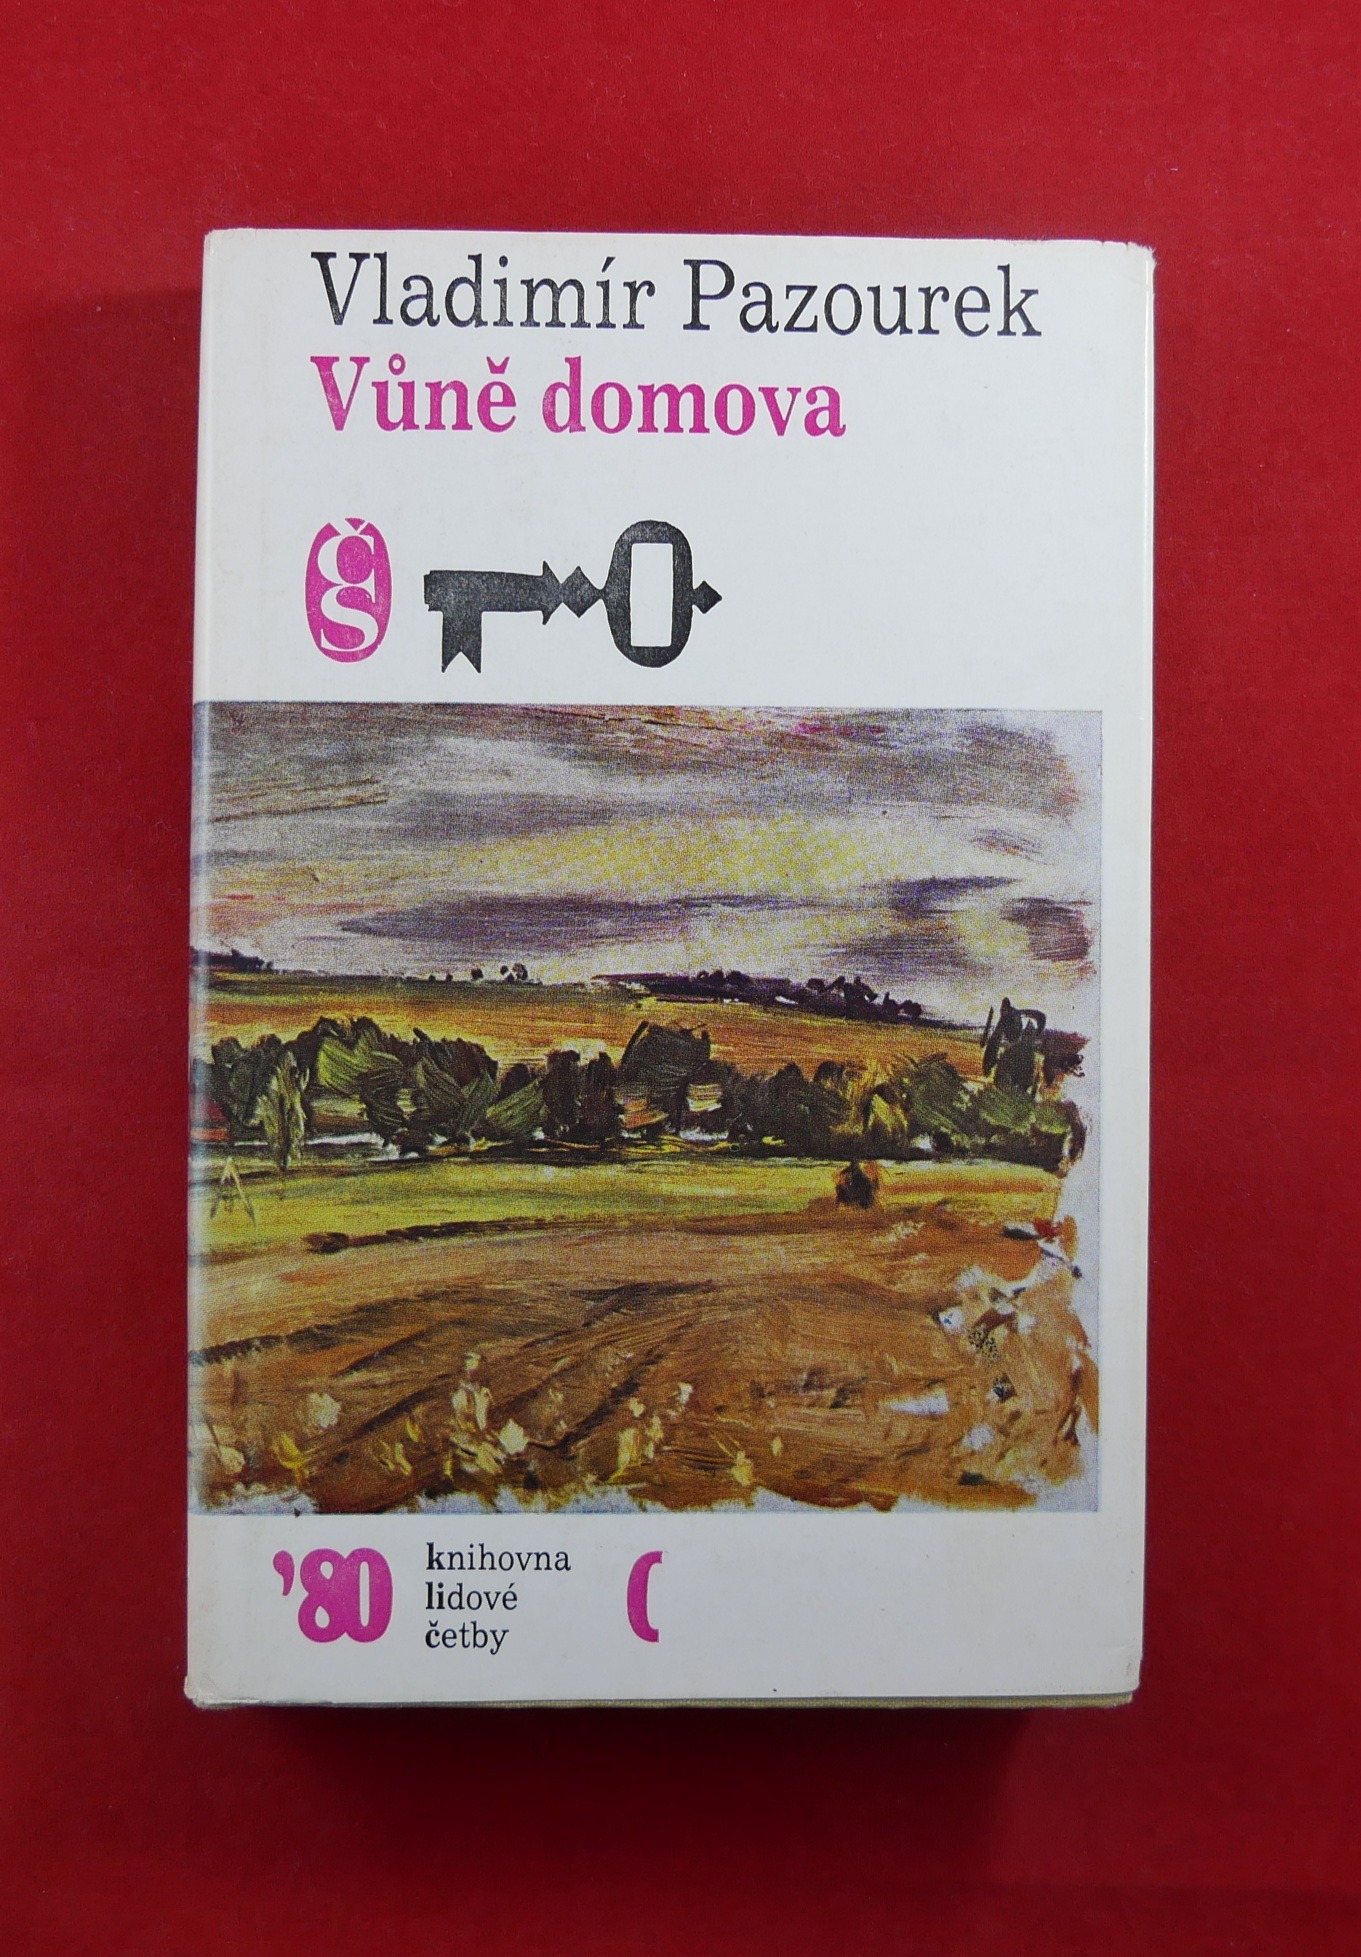 Vladimír Pazourek
Vůně domova
ČS
'80
knihovna
lidové
četby